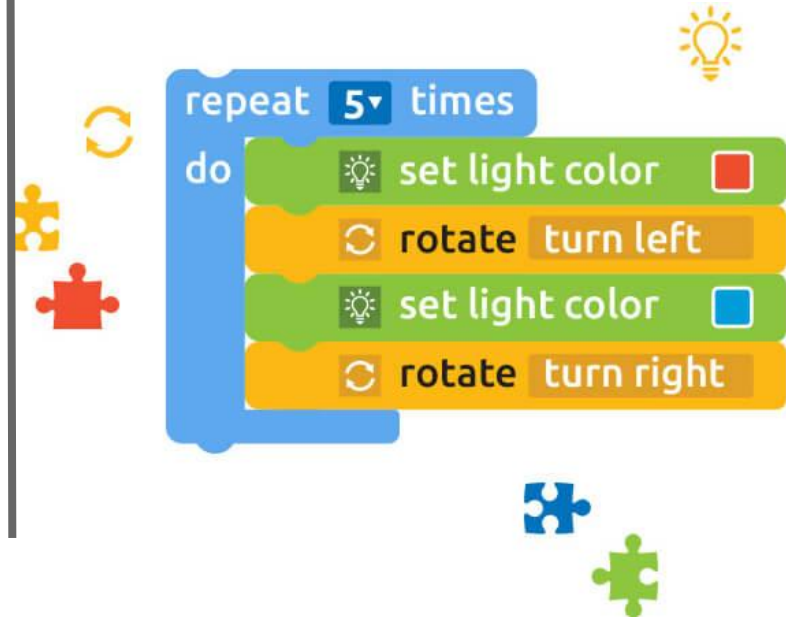 repeat 5 times
do set light color
rotate turn left
set light color
rotate turn right